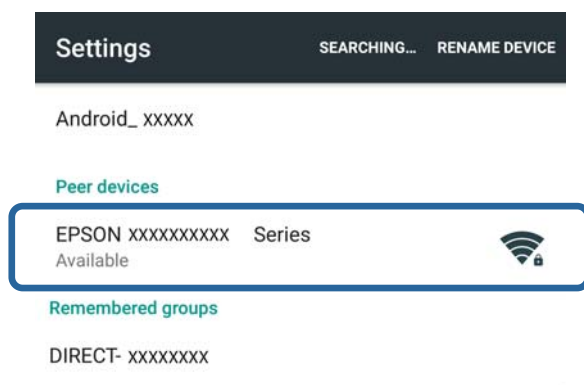 Settings SEARCHING... RENAME DEVICE
Android_ xxxxx
Peer devices
EPSON xxxxxxxxxx Series
Available
Remembered groups
DIRECT- xxxxxxxx